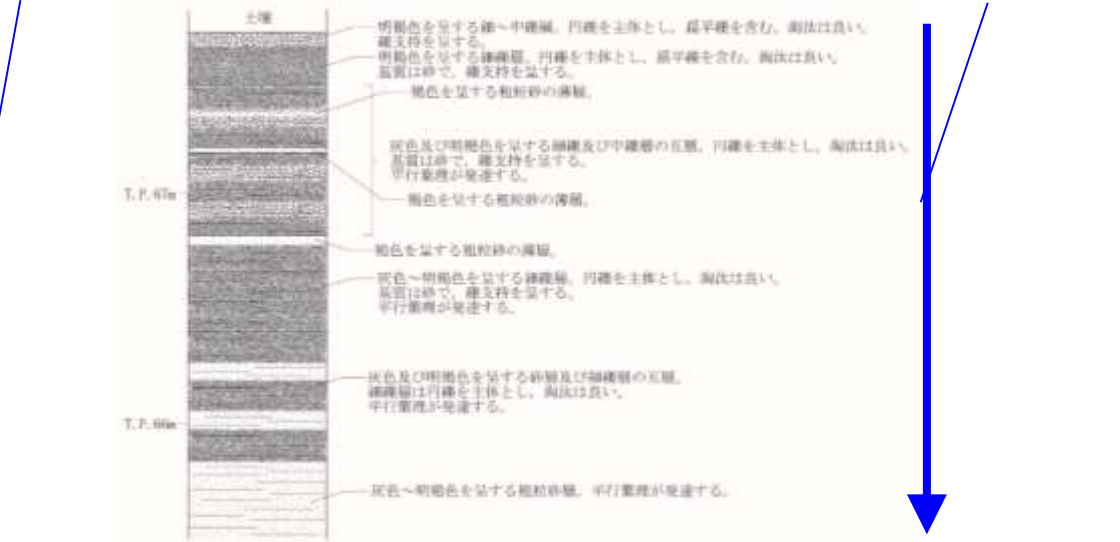 土壌
明褐色を呈する細~中礫層、円礫を主体とし、扁平礫を含む、淘汰は良い。
礫支持を呈する。
明褐色を呈する細礫層、円礫を主体とし、扁平礫を含む、淘汰は良い。
基質は砂で、礫支持を呈する。
褐色を呈する粗粒砂の薄層。
灰色及び明褐色を呈する細礫及び中礫層の互層、円礫を主体とし、淘汰は良い。
基質は砂で、礫支持を呈する。
平行葉理が発達する。
T.P.67m
褐色を呈する粗粒砂の薄層。
褐色を呈する粗粒砂の薄層。
灰色~明褐色を呈する細礫層、円礫を主体とし、淘汰は良い。
基質は砂で、礫支持を呈する。
平行葉理が発達する。
灰色及び明褐色を呈する砂層及び細礫層の互層。
細礫層は円礫を主体とし、淘汰は良い。
平行葉理が発達する。
T.P.66m
灰色~明褐色を呈する粗粒砂層、平行葉理が発達する。